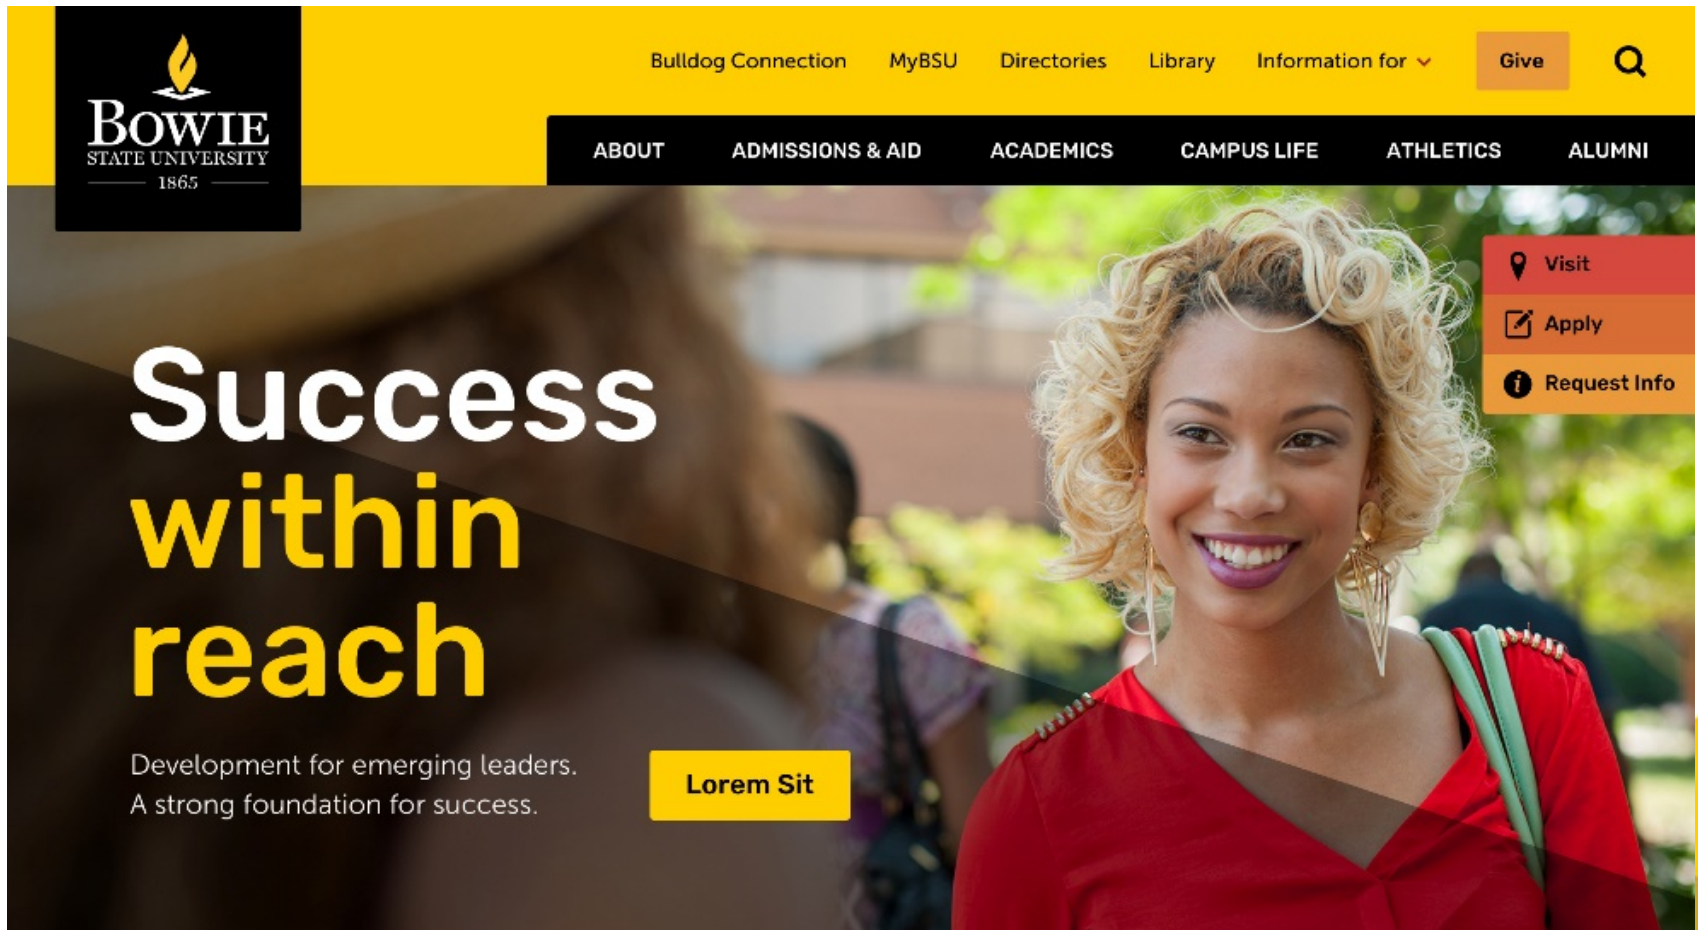 BOWIE
STATE UNIVERSITY
1865
Bulldog Connection MyBSU Directories Library Information for Give
ABOUT ADMISSIONS & AID ACADEMICS CAMPUS LIFE ATHLETICS ALUMNI
Visit
Apply
Request Info
Success
within
reach
Development for emerging leaders.
A strong foundation for success.
Lorem Sit